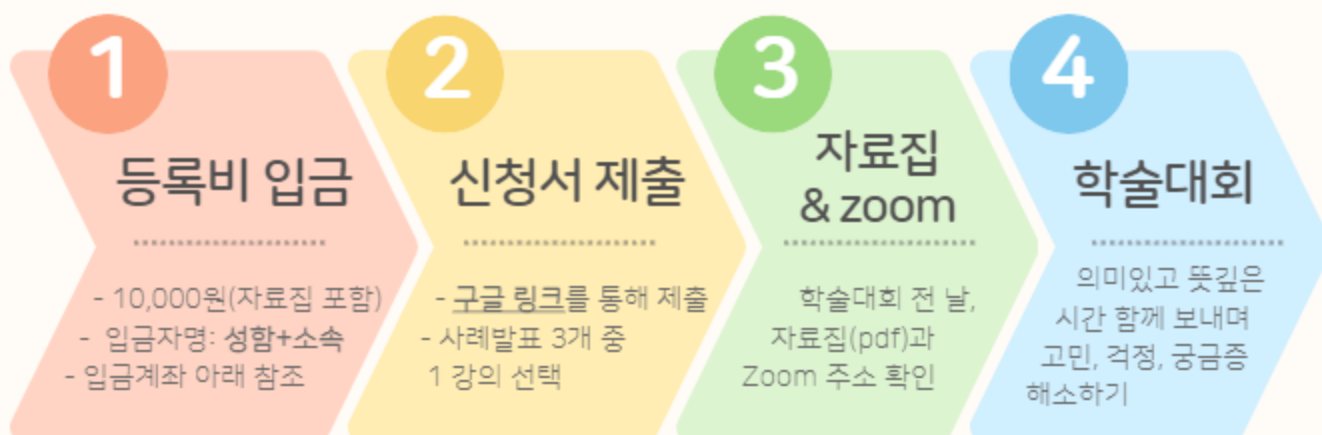 1
등록비 입금
- 10,000원(자료집 포함)
- 입금자명: 성함+소속
- 입금계좌 아래 참조
2
신청서 제출
- 구글 링크를 통해 제출
- 사례발표 3개 중
1 강의 선택
3
자료집
& zoom
학술대회 전 날,
자료집(pdf)과
Zoom 주소 확인
4
학술대회
의미있고 뜻깊은
시간 함께 보내며
고민, 걱정, 궁금증
해소하기